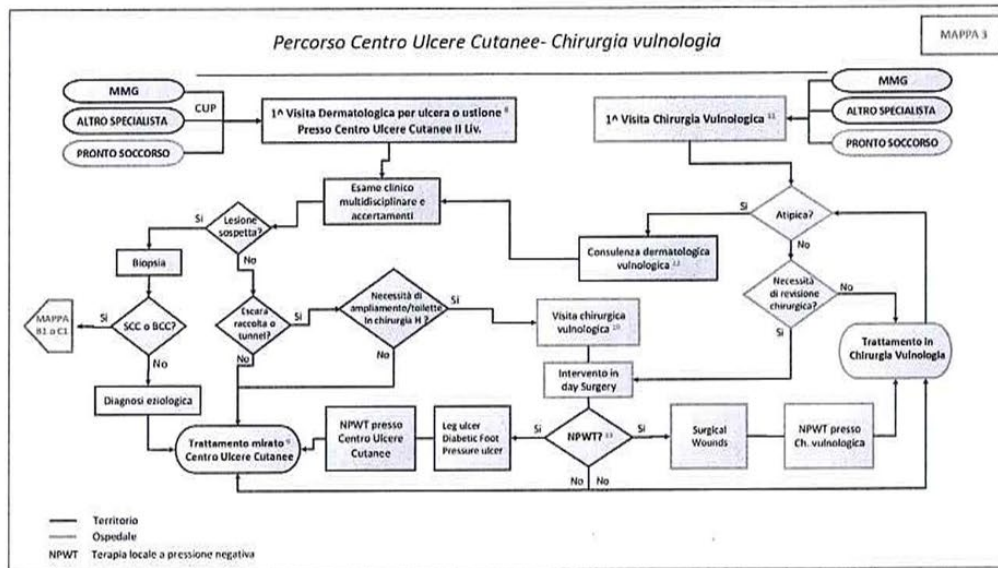 Percorso Centro Ulcere Cutanee- Chirurgia vulnologia
MAPPA 3
MMG
ALTRO SPECIALISTA
PRONTO SOCCORSO
CUP
1^ Visita Dermatologica per ulcera o ustione
Presso Centro Ulcere Cutanee II Liv.
1^ Visita Chirurgia Vulnologica 11
MMG
ALTRO SPECIALISTA
PRONTO SOCCORSO
Esame clinico
multidisciplinare e
accertamenti
Si
Lesione
sospetta?
No
Si
Atipica?
No
Consulenza dermatologica
vulnologica 12
Biopsia
MAPPA
B1 o C1
Si
SCC o BCC?
No
Escara
raccolta o
tunnel?
Si
No
Necessità di
ampliamento/toilette
in chirurgia H ?
Si
No
Visita chirurgica
vulnologica 10
Necessità
di revisione
chirurgica?
No
Si
Trattamento in
Chirurgia Vulnologia
Intervento in
day Surgery
Diagnosi eziologica
Trattamento mirato 9
Centro Ulcere Cutanee
NPWT presso
Centro Ulcere
Cutanee
Leg ulcer
Diabetic Foot
Pressure ulcer
Si
NPWT? 13
Si
No
No
Surgical
Wounds
NPWT presso
Ch. vulnologica
Territorio
Ospedale
NPWT Terapia locale a pressione negativa